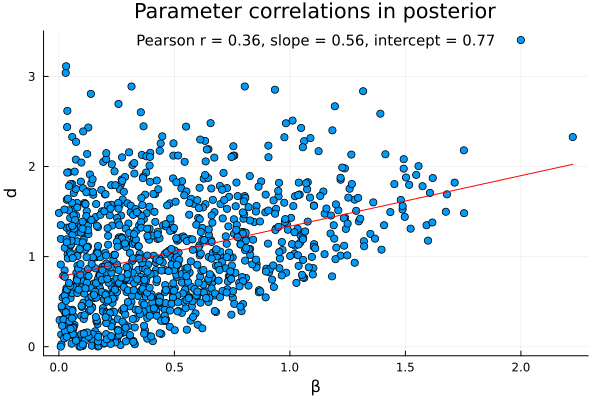 Parameter correlations in posterior
Pearson r = 0.36, slope = 0.56, intercept = 0.77
3
2
d
1
0
0.0 0.5 1.0 1.5 2.0
β